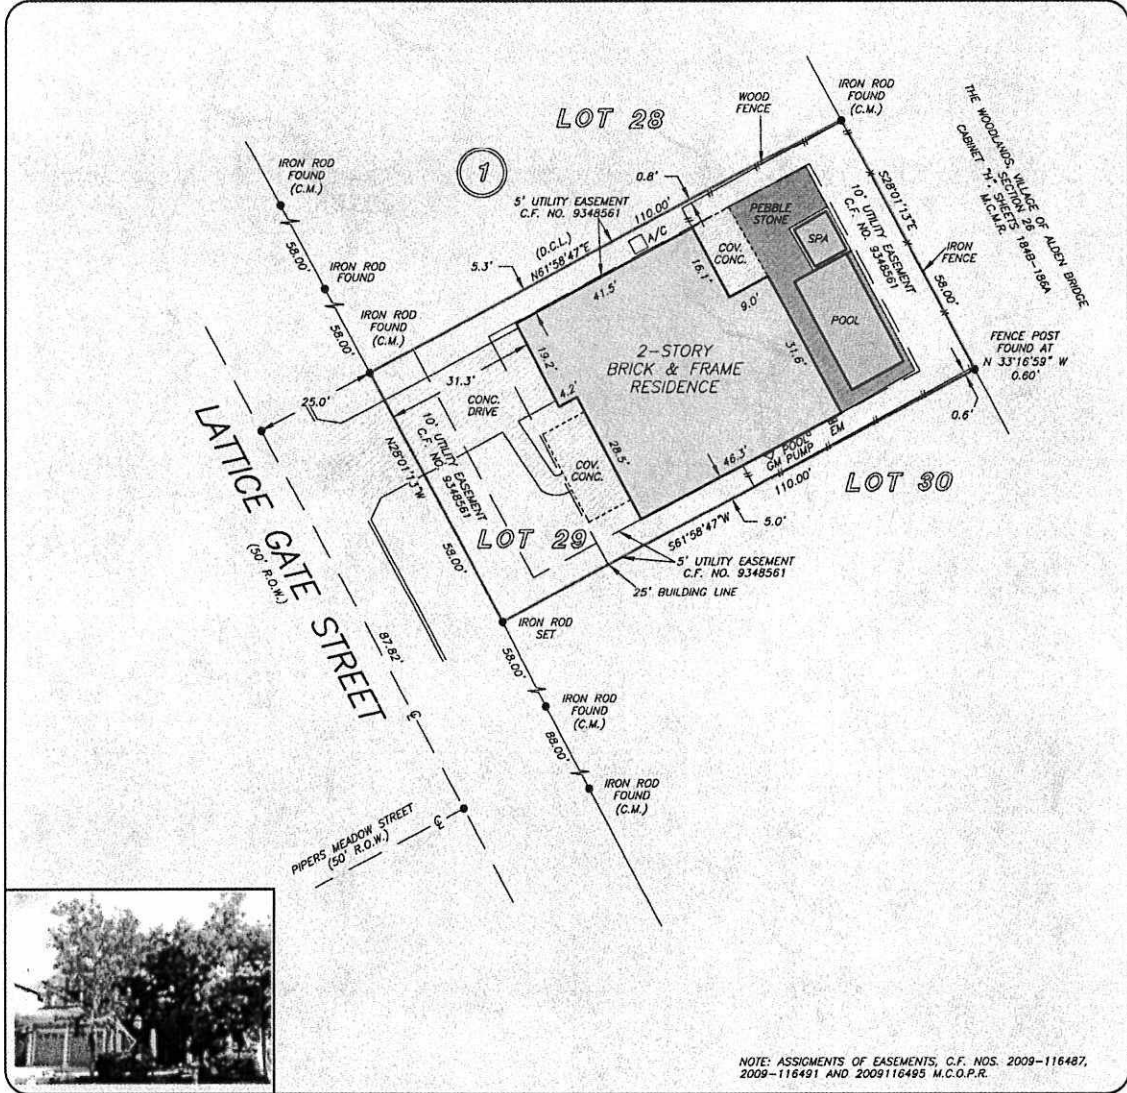 LOT 28
WOOD
FENCE
IRON ROD
FOUND
(C.M.)
THE WOODLANDS, VILLAGE OF ALDEN BRIDGE
SECTION 26
CABINET "H", SHEETS 184B-186A
M.C.M.R.
IRON ROD
FOUND
(C.M.)
1
0.8'
5' UTILITY EASEMENT
C.F. NO. 9348561
110.00'
(D.C.L.)
N61°58'47"E
A/C
5.3'
58.00'
IRON ROD
FOUND
58.00'
IRON ROD
FOUND
(C.M.)
PEBBLE
STONE
SPA
POOL
COV.
CONC.
16.1'
9.0'
41.5'
S28°01'13"E
10' UTILITY EASEMENT
C.F. NO. 9348561
IRON
FENCE
58.00'
FENCE POST
FOUND AT
N 33°16'59" W
0.60'
0.6'
2-STORY
BRICK & FRAME
RESIDENCE
31.6'
19.2'
4.2'
31.3'
CONC.
DRIVE
25.0'
10' UTILITY EASEMENT
C.F. NO. 9348561
N28°01'13"W
58.00'
COV.
CONC.
28.5'
46.3'
GM
POOL
PUMP
EM
110.00'
S61°58'47"W
5.0'
LOT 30
LOT 29
5' UTILITY EASEMENT
C.F. NO. 9348561
25' BUILDING LINE
LATTICE GATE STREET
(50' R.O.W.)
87.82'
IRON ROD
SET
58.00'
IRON ROD
FOUND
(C.M.)
88.00'
IRON ROD
FOUND
(C.M.)
PIPERS MEADOW STREET
(50' R.O.W.)
NOTE: ASSIGMENTS OF EASEMENTS, C.F. NOS. 2009-116487,
2009-116491 AND 2009116495 M.C.O.P.R.